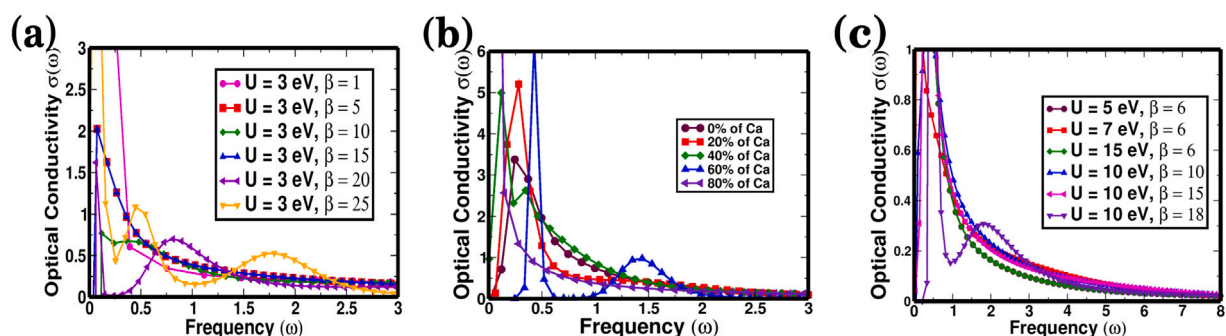 (a)
Optical Conductivity σ(ω)
3
2.5
2
1.5
1
0.5
0
U = 3 eV, β = 1
U = 3 eV, β = 5
U = 3 eV, β = 10
U = 3 eV, β = 15
U = 3 eV, β = 20
U = 3 eV, β = 25
0 0.5 1 1.5 2 2.5 3
Frequency (ω)
(b)
Optical Conductivity σ(ω)
6
5
4
3
2
1
0
0% of Ca
20% of Ca
40% of Ca
60% of Ca
80% of Ca
0 0.5 1 1.5 2 2.5 3
Frequency (ω)
(c)
Optical Conductivity σ(ω)
1
0.8
0.6
0.4
0.2
0
U = 5 eV, β = 6
U = 7 eV, β = 6
U = 15 eV, β = 6
U = 10 eV, β = 10
U = 10 eV, β = 15
U = 10 eV, β = 18
0 1 2 3 4 5 6 7 8
Frequency (ω)